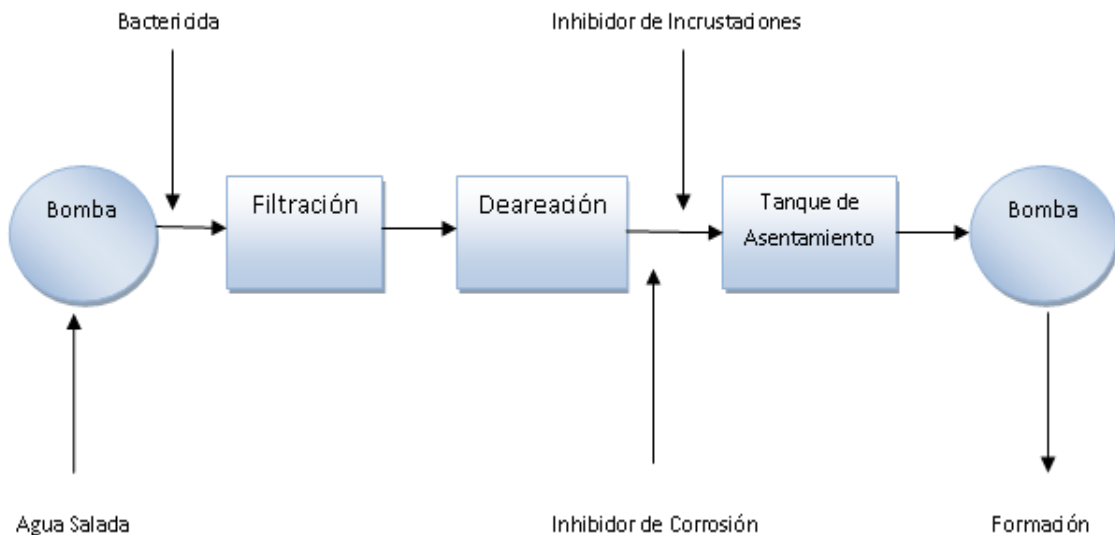 Bactericida
Inhibidor de Incrustaciones
Bomba
Filtración
Deareación
Tanque de
Asentamiento
Bomba
Agua Salada
Inhibidor de Corrosión
Formación